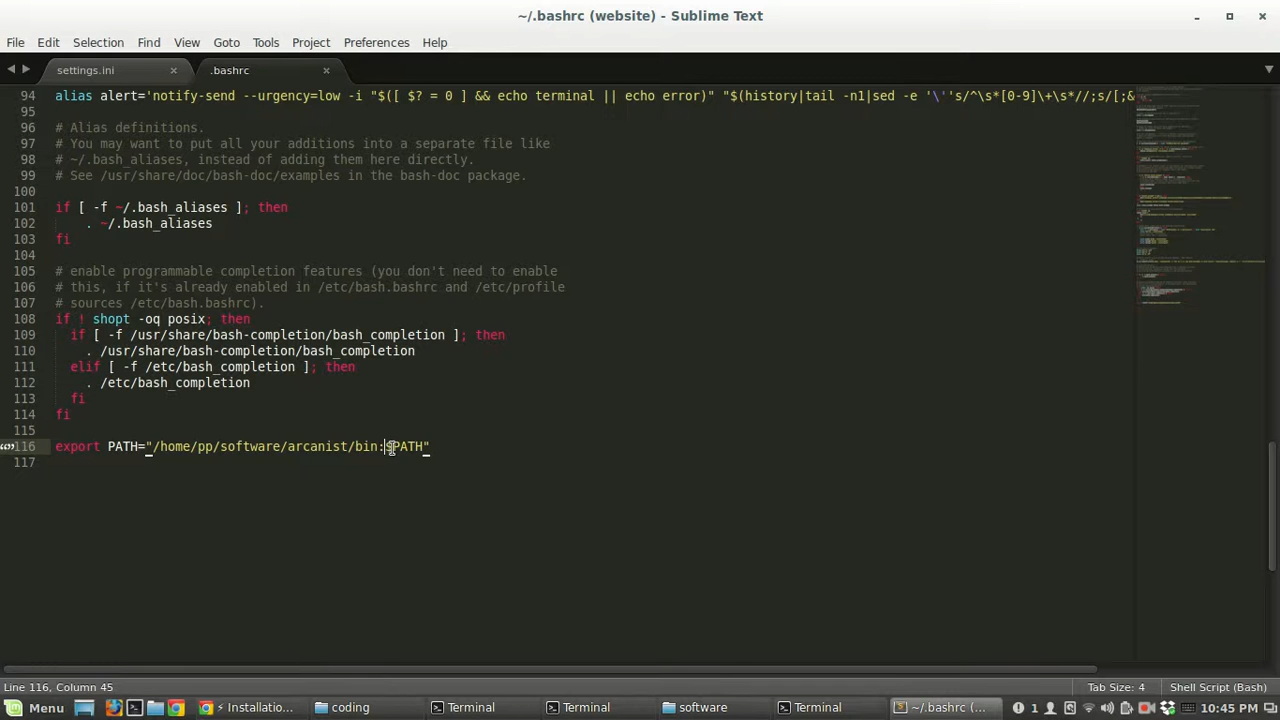 ~/.bashrc (website) - Sublime Text
File Edit Selection Find View Goto Tools Project Preferences Help
settings.ini × .bashrc ×
94 alias alert='notify-send --urgency=low -i "$([ $? = 0 ] && echo terminal || echo error)" "$(history|tail -n1|sed -e '\''s/^\s*[0-9]\+\s*//;s/[;&
95
96 # Alias definitions.
97 # You may want to put all your additions into a separate file like
98 # ~/.bash_aliases, instead of adding them here directly.
99 # See /usr/share/doc/bash-doc/examples in the bash-doc package.
100
101 if [ -f ~/.bash_aliases ]; then
102 . ~/.bash_aliases
103 fi
104
105 # enable programmable completion features (you don't need to enable
106 # this, if it's already enabled in /etc/bash.bashrc and /etc/profile
107 # sources /etc/bash.bashrc).
108 if ! shopt -oq posix; then
109 if [ -f /usr/share/bash-completion/bash_completion ]; then
110 . /usr/share/bash-completion/bash_completion
111 elif [ -f /etc/bash_completion ]; then
112 . /etc/bash_completion
113 fi
114 fi
115
116 export PATH="/home/pp/software/arcanist/bin:$PATH"
117
Line 116, Column 45 Tab Size: 4 Shell Script (Bash)
Menu Installatio... coding Terminal Terminal software Terminal ~/.bashrc (... 1 10:45 PM